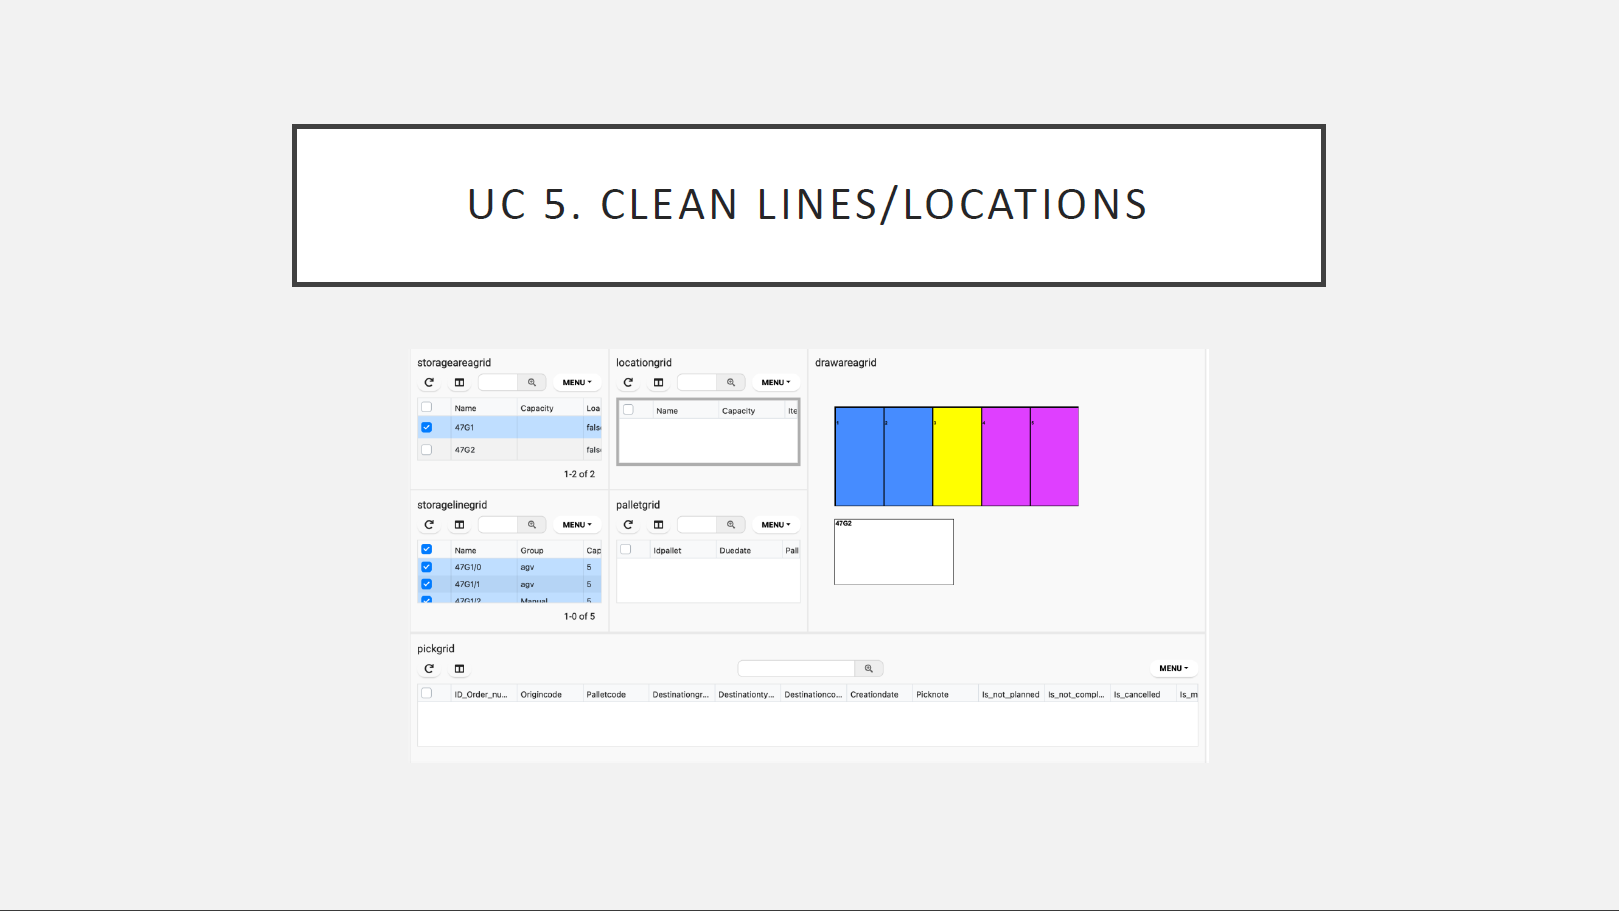 UC 5. CLEAN LINES/LOCATIONS
storageareagrid
MENU
Name Capacity Loa
47G1 false
47G2 false
1-2 of 2
locationgrid
MENU
Name Capacity Ite
drawareagrid
1 2 3 4 5
47G2
storagelinegrid
MENU
Name Group Cap
47G1/0 agv 5
47G1/1 agv 5
47G1/2 Manual 5
1-0 of 5
palletgrid
MENU
Idpallet Duedate Pall
pickgrid
MENU
ID_Order_nu... Origincode Palletcode Destinationgr... Destinationty... Destinationco... Creationdate Picknote Is_not_planned Is_not_compl... Is_cancelled Is_m